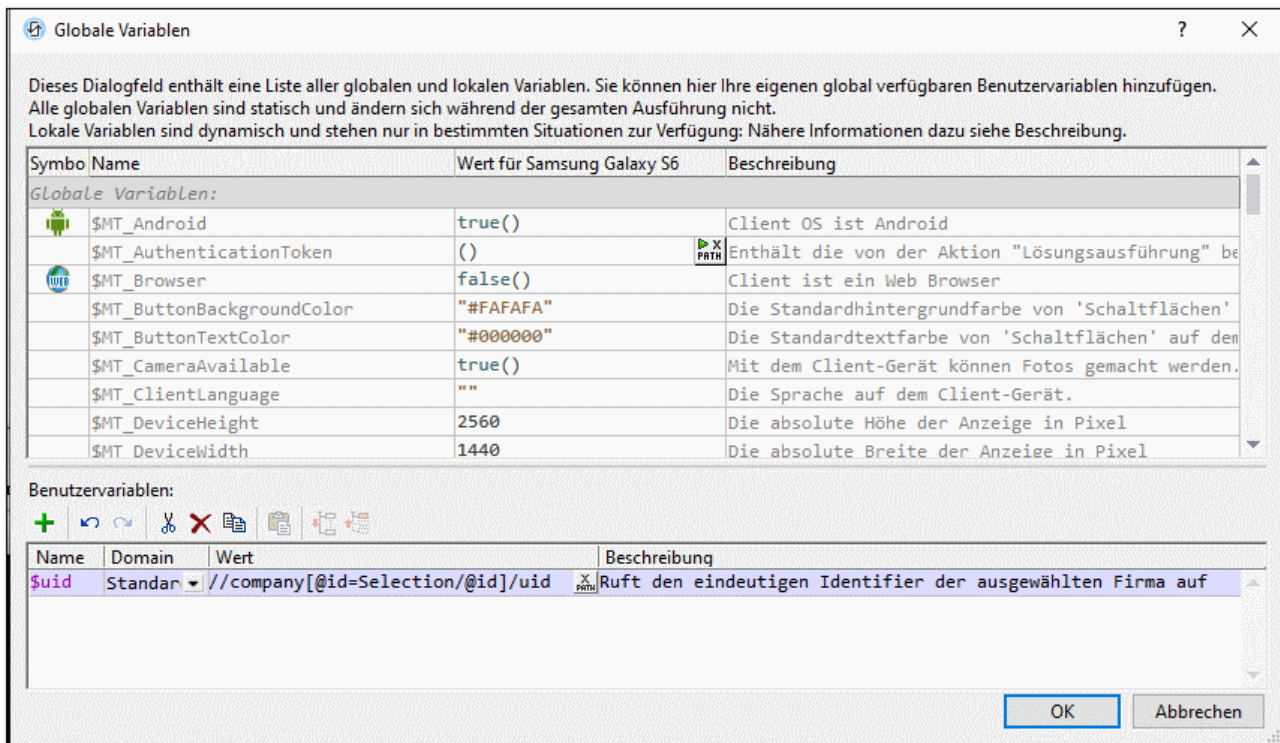 Globale Variablen ?
Dieses Dialogfeld enthält eine Liste aller globalen und lokalen Variablen. Sie können hier Ihre eigenen global verfügbaren Benutzervariablen hinzufügen.
Alle globalen Variablen sind statisch und ändern sich während der gesamten Ausführung nicht.
Lokale Variablen sind dynamisch und stehen nur in bestimmten Situationen zur Verfügung: Nähere Informationen dazu siehe Beschreibung.
Symbo Name Wert für Samsung Galaxy S6 Beschreibung
Globale Variablen:
$MT_Android true() Client OS ist Android
$MT_AuthenticationToken () X PATH Enthält die von der Aktion "Lösungsausführung" be
WEB $MT_Browser false() Client ist ein Web Browser
$MT_ButtonBackgroundColor "#FAFAFA" Die Standardhintergrundfarbe von 'Schaltflächen'
$MT_ButtonTextColor "#000000" Die Standardtextfarbe von 'Schaltflächen' auf den
$MT_CameraAvailable true() Mit dem Client-Gerät können Fotos gemacht werden.
$MT_ClientLanguage "" Die Sprache auf dem Client-Gerät.
$MT_DeviceHeight 2560 Die absolute Höhe der Anzeige in Pixel
$MT_DeviceWidth 1440 Die absolute Breite der Anzeige in Pixel
Benutzervariablen:
Name Domain Wert Beschreibung
$uid Standar //company[@id=Selection/@id]/uid X PATH Ruft den eindeutigen Identifier der ausgewählten Firma auf
OK Abbrechen